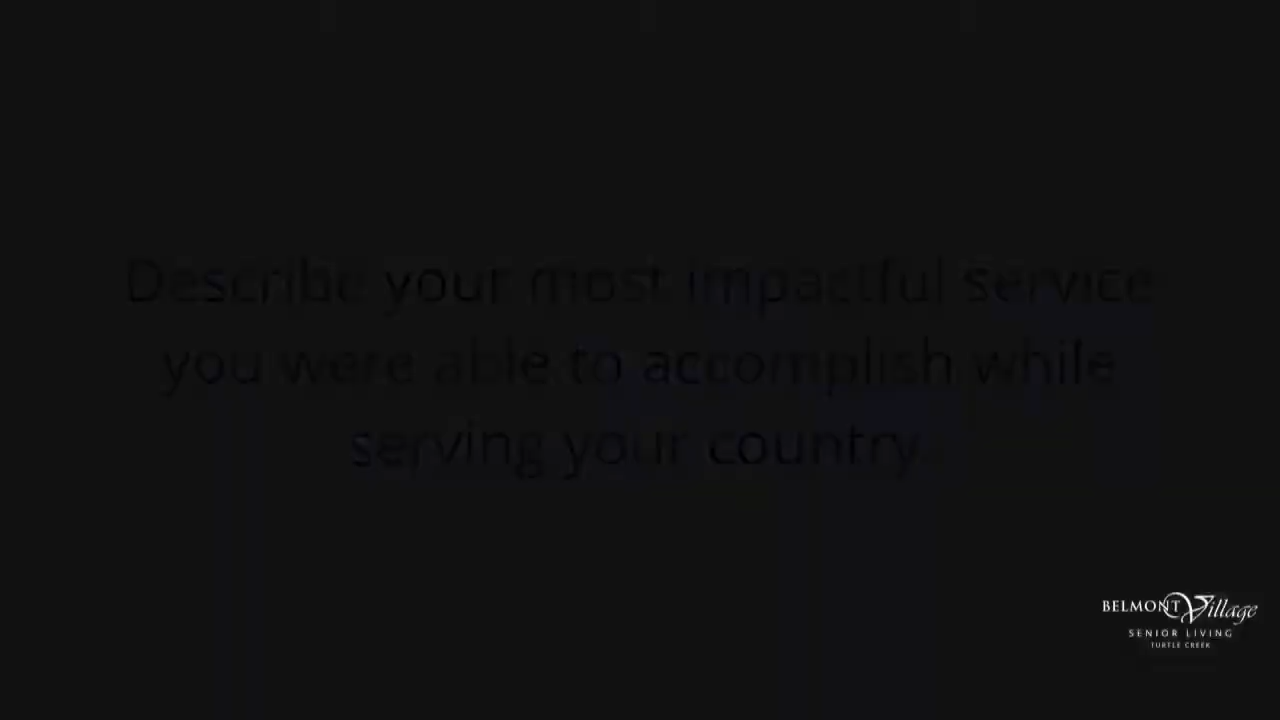 Describe your most impactful service
you were able to accomplish while
serving your country.
BELMONT Village
SENIOR LIVING
TURTLE CREEK